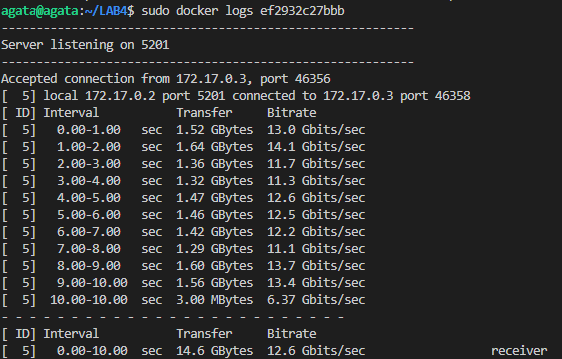 agata@agata:~/LAB4$ sudo docker logs ef2932c27bbb
-----------------------------------------------------------
Server listening on 5201
-----------------------------------------------------------
Accepted connection from 172.17.0.3, port 46356
[  5] local 172.17.0.2 port 5201 connected to 172.17.0.3 port 46358
[ ID] Interval           Transfer     Bitrate
[  5]   0.00-1.00   sec  1.52 GBytes  13.0 Gbits/sec
[  5]   1.00-2.00   sec  1.64 GBytes  14.1 Gbits/sec
[  5]   2.00-3.00   sec  1.36 GBytes  11.7 Gbits/sec
[  5]   3.00-4.00   sec  1.32 GBytes  11.3 Gbits/sec
[  5]   4.00-5.00   sec  1.47 GBytes  12.6 Gbits/sec
[  5]   5.00-6.00   sec  1.46 GBytes  12.5 Gbits/sec
[  5]   6.00-7.00   sec  1.42 GBytes  12.2 Gbits/sec
[  5]   7.00-8.00   sec  1.29 GBytes  11.1 Gbits/sec
[  5]   8.00-9.00   sec  1.60 GBytes  13.7 Gbits/sec
[  5]   9.00-10.00  sec  1.56 GBytes  13.4 Gbits/sec
[  5]  10.00-10.00  sec  3.00 MBytes  6.37 Gbits/sec
- - - - - - - - - - - - - - - - - - - - - - - - -
[ ID] Interval           Transfer     Bitrate
[  5]   0.00-10.00  sec  14.6 GBytes  12.6 Gbits/sec                  receiver